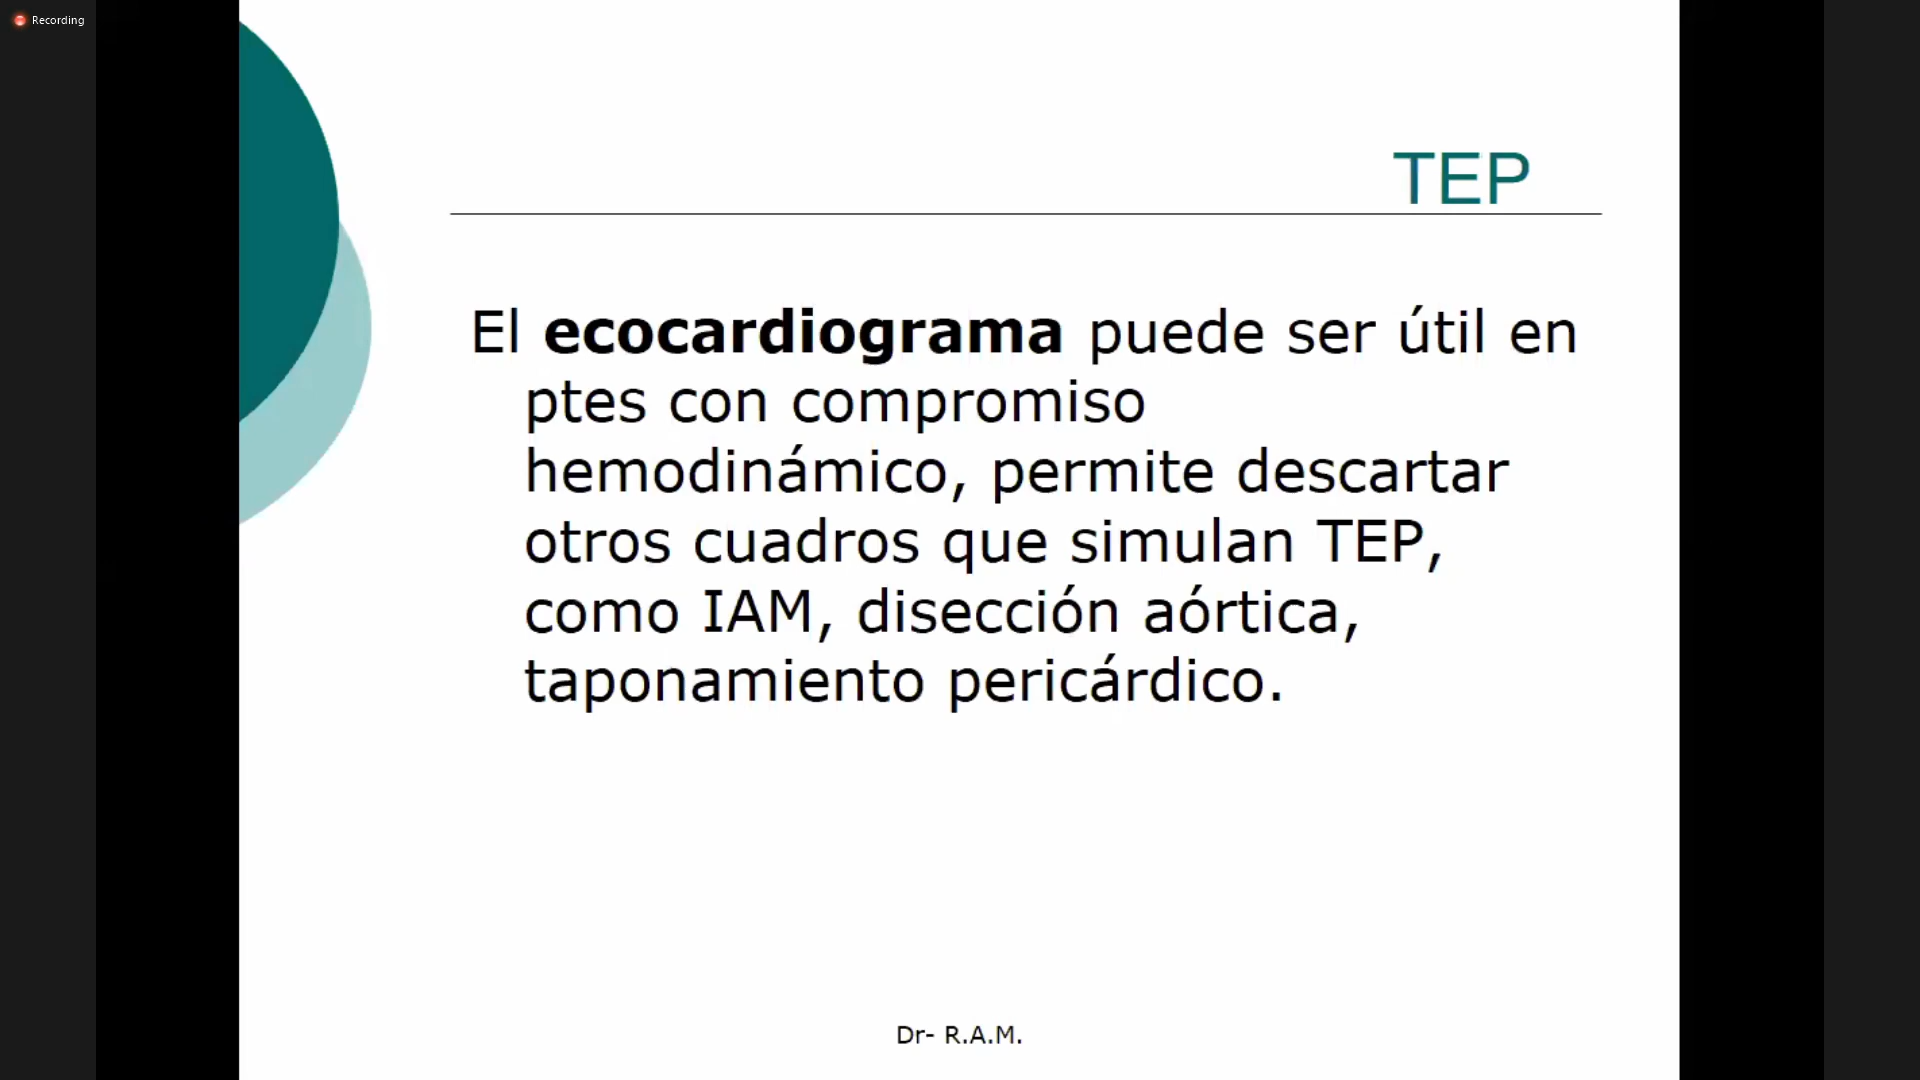 Recording
TEP
El ecocardiograma puede ser útil en
ptes con compromiso
hemodinámico, permite descartar
otros cuadros que simulan TEP,
como IAM, disección aórtica,
taponamiento pericárdico.
Dr- R.A.M.